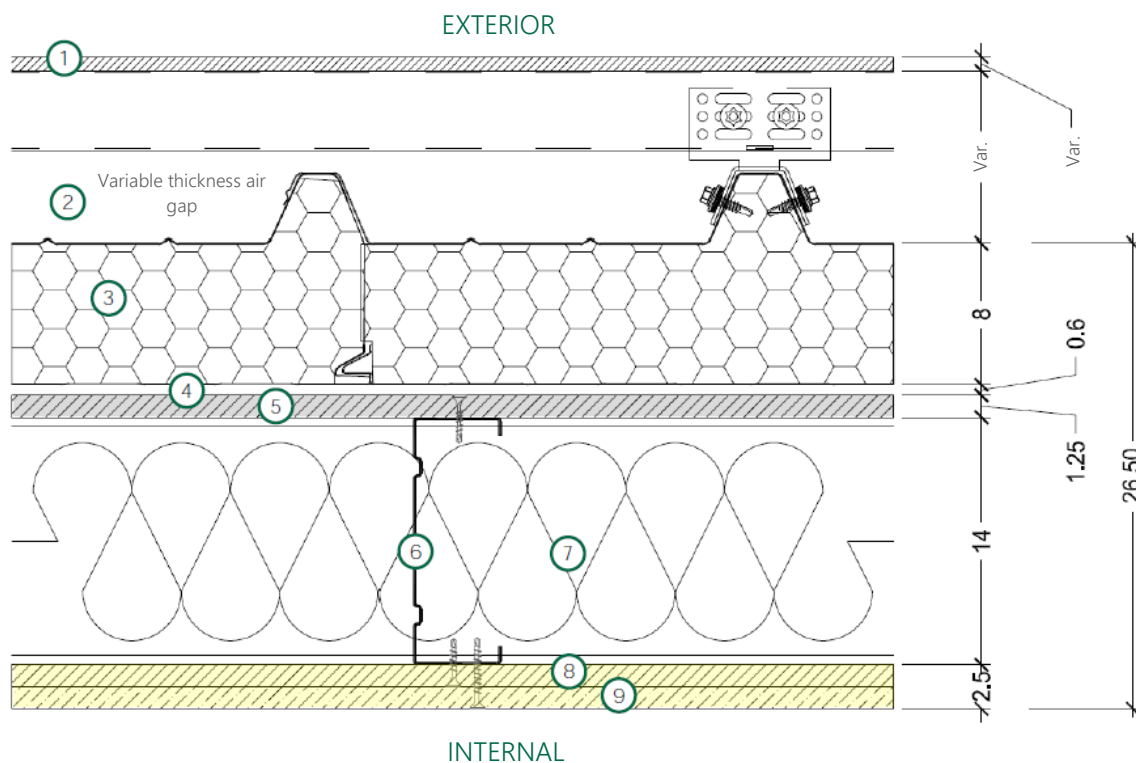 EXTERIOR
1
Var.
Var.
Variable thickness air
gap
2
3
8
0.6
4
5
1.25
26.50
6
7
14
8
9
2.5
INTERNAL